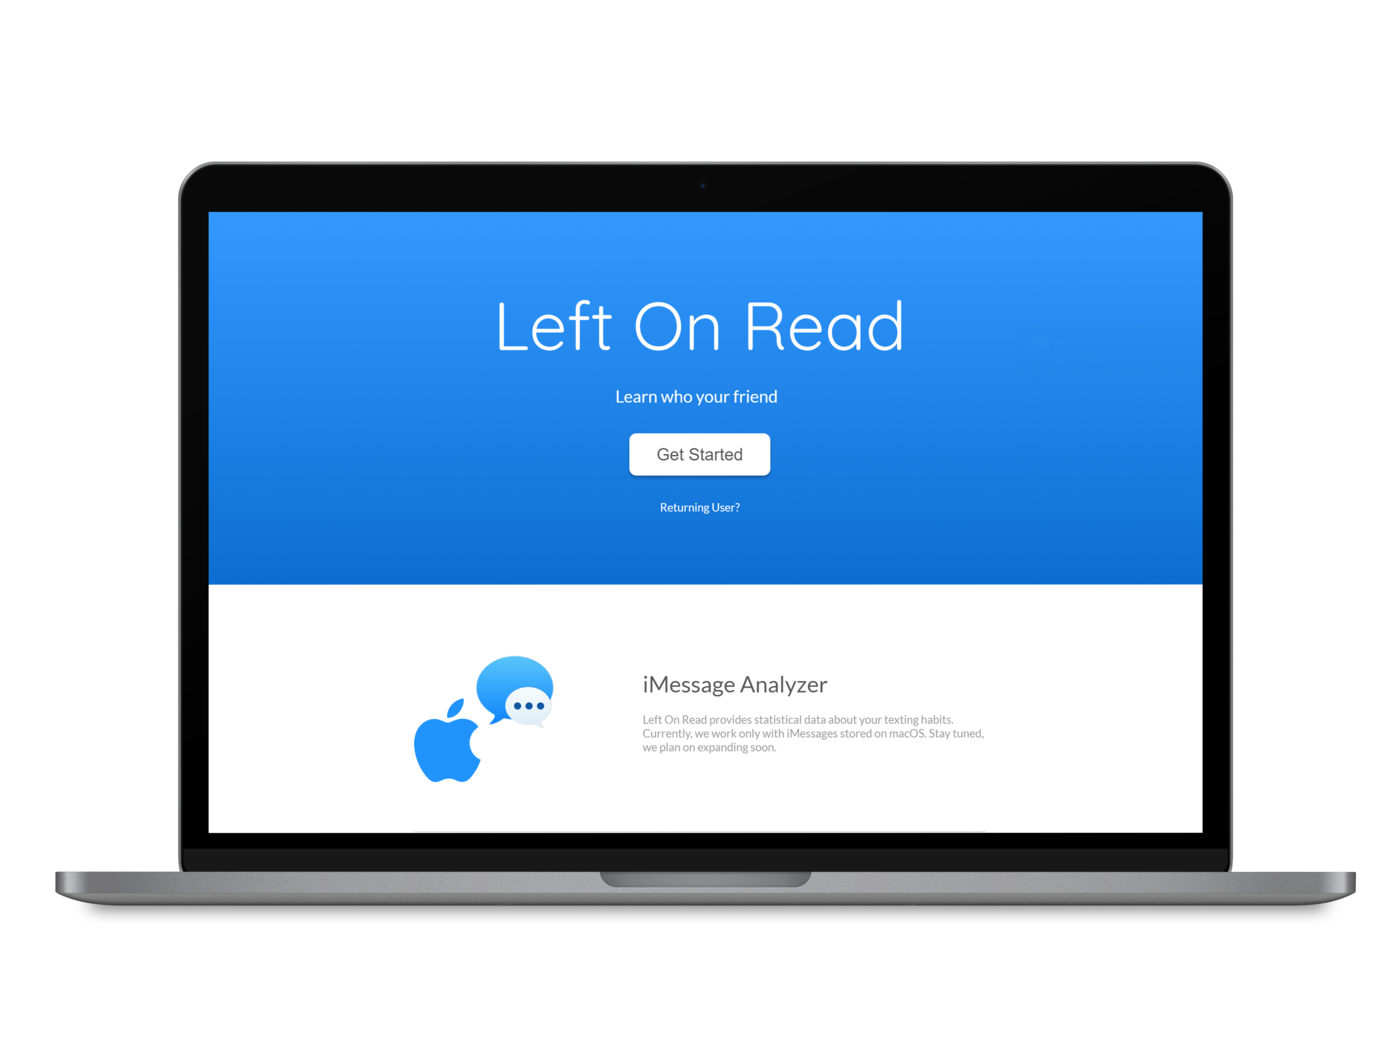 Left On Read
Learn who your friend
Get Started
Returning User?
iMessage Analyzer
Left On Read provides statistical data about your texting habits.
Currently, we work only with iMessages stored on macOS. Stay tuned,
we plan on expanding soon.